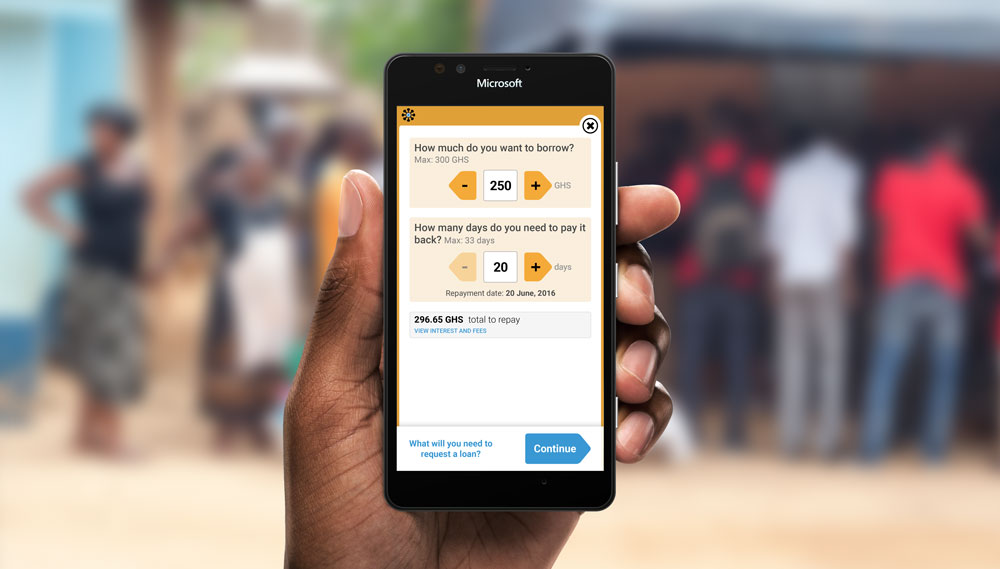 Microsoft
How much do you want to borrow?
Max: 300 GHS
- 250 + GHS
How many days do you need to pay it
back? Max: 33 days
- 20 + days
Repayment date: 20 June, 2016
296.65 GHS total to repay
VIEW INTEREST AND FEES
What will you need to
request a loan?
Continue